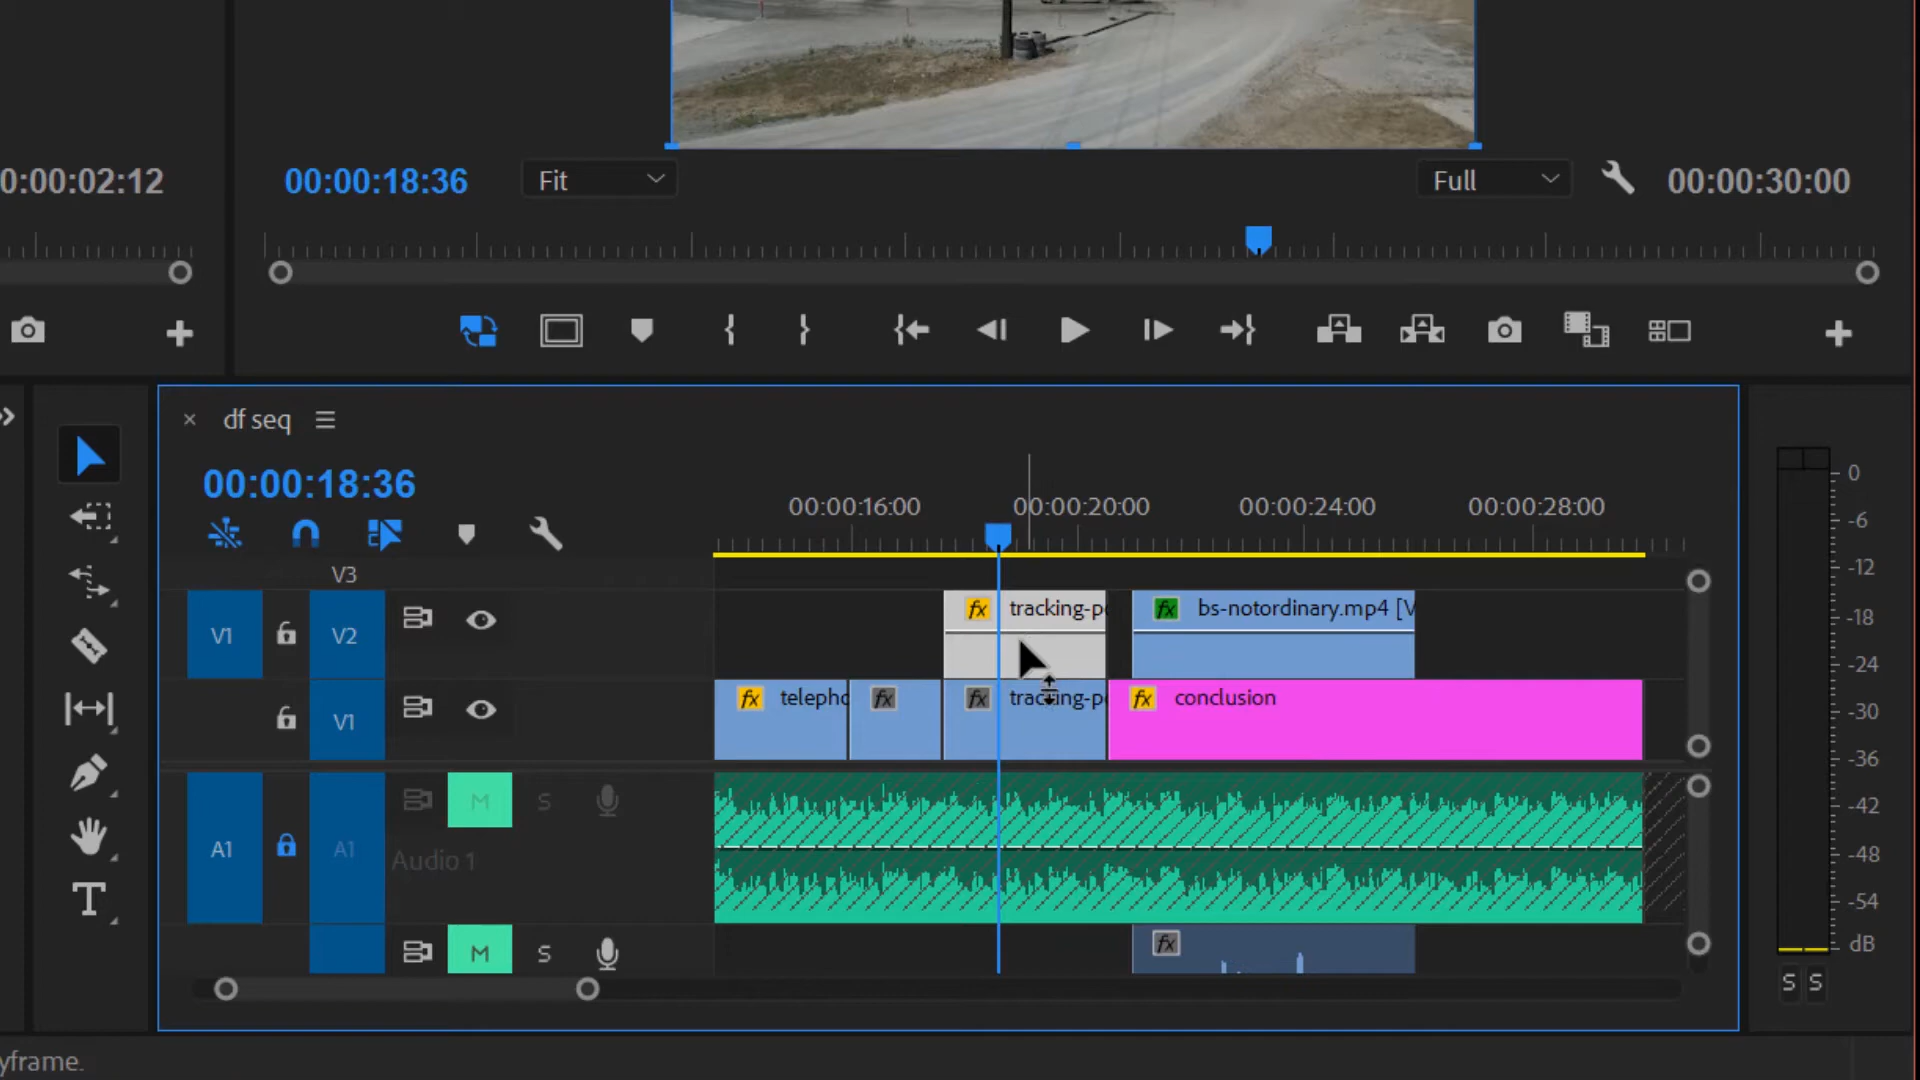 0:00:02:12
00:00:18:36
Fit
Full
00:00:30:00
df seq
00:00:18:36
00:00:16:00
00:00:20:00
00:00:24:00
00:00:28:00
V3
V1
V2
fx
tracking-p
fx
bs-notordinary.mp4 [V
V1
fx
telepho
fx
fx
tracking-p
fx
conclusion
A1
A1
M
S
Audio 1
M
S
fx
0
-6
-12
-18
-24
-30
-36
-42
-48
-54
dB
S
S
yframe.